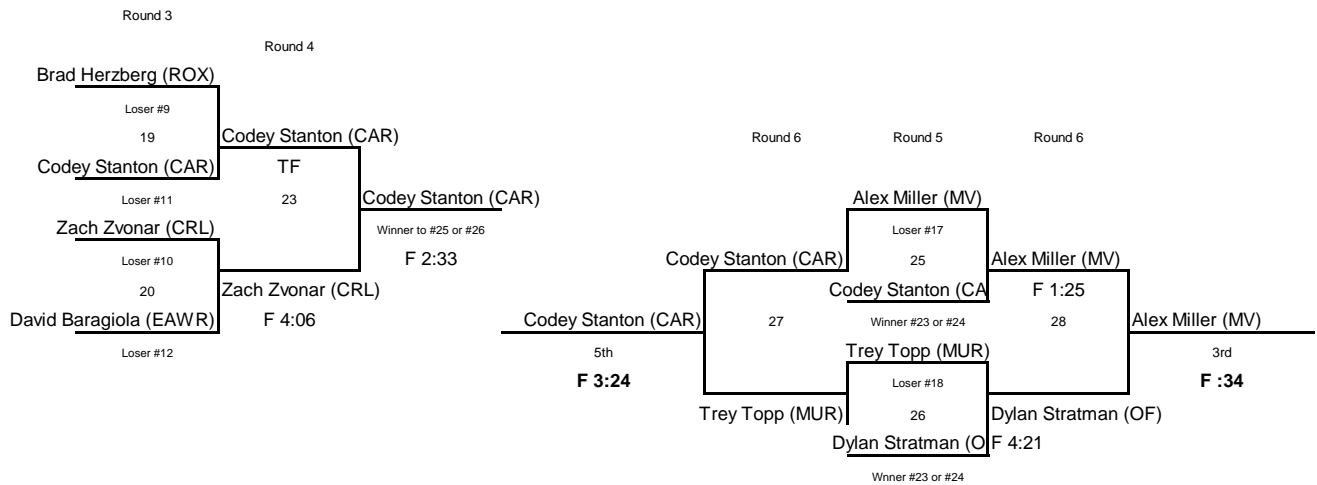 Round 3
Round 4
Brad Herzberg (ROX)
Loser #9
19
Codey Stanton (CAR)
Codey Stanton (CAR)
TF
Loser #11
23
Codey Stanton (CAR)
Zach Zvonar (CRL)
Winner to #25 or #26
Loser #10
F 2:33
20
Zach Zvonar (CRL)
David Baragiola (EAWR)
F 4:06
Loser #12
Round 6
Round 5
Round 6
Alex Miller (MV)
Loser #17
Codey Stanton (CAR)
25
Alex Miller (MV)
Codey Stanton (CA
F 1:25
Codey Stanton (CAR)
27
Winner #23 or #24
28
Alex Miller (MV)
5th
Trey Topp (MUR)
3rd
F 3:24
Loser #18
F :34
Trey Topp (MUR)
26
Dylan Stratman (OF)
Dylan Stratman (O
F 4:21
Wnner #23 or #24